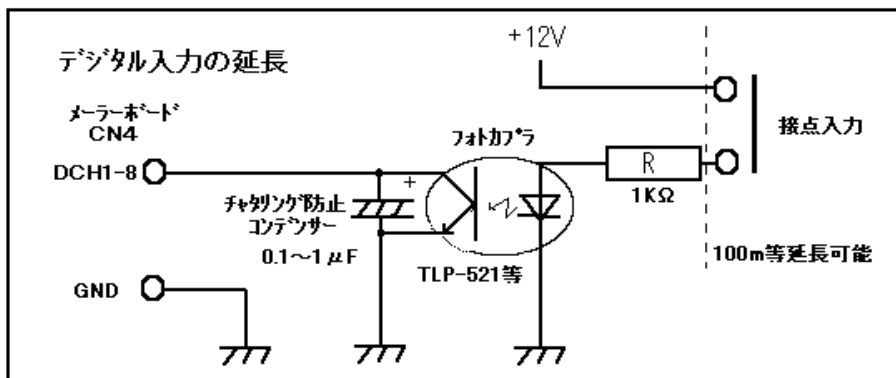 ﾃﾞｼﾞﾀﾙ入力の延長
+12V
ﾒｰﾗｰﾎﾞｰﾄﾞ
CN4
DCH1-8
ﾌｫﾄｶﾌﾟﾗ
接点入力
R
1KΩ
+
ﾁｬﾀﾘﾝｸﾞ防止
ｺﾝﾃﾞﾝｻｰ
0.1～1μF
TLP-521等
100m等延長可能
GND